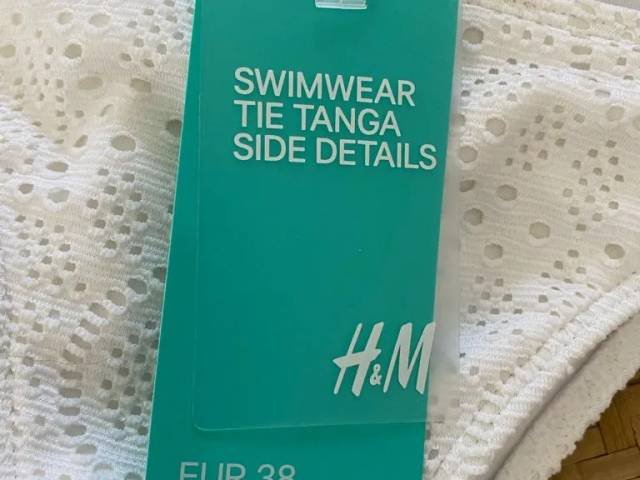 SWIMWEAR
TIE TANGA
SIDE DETAILS
H&M
EUR 38